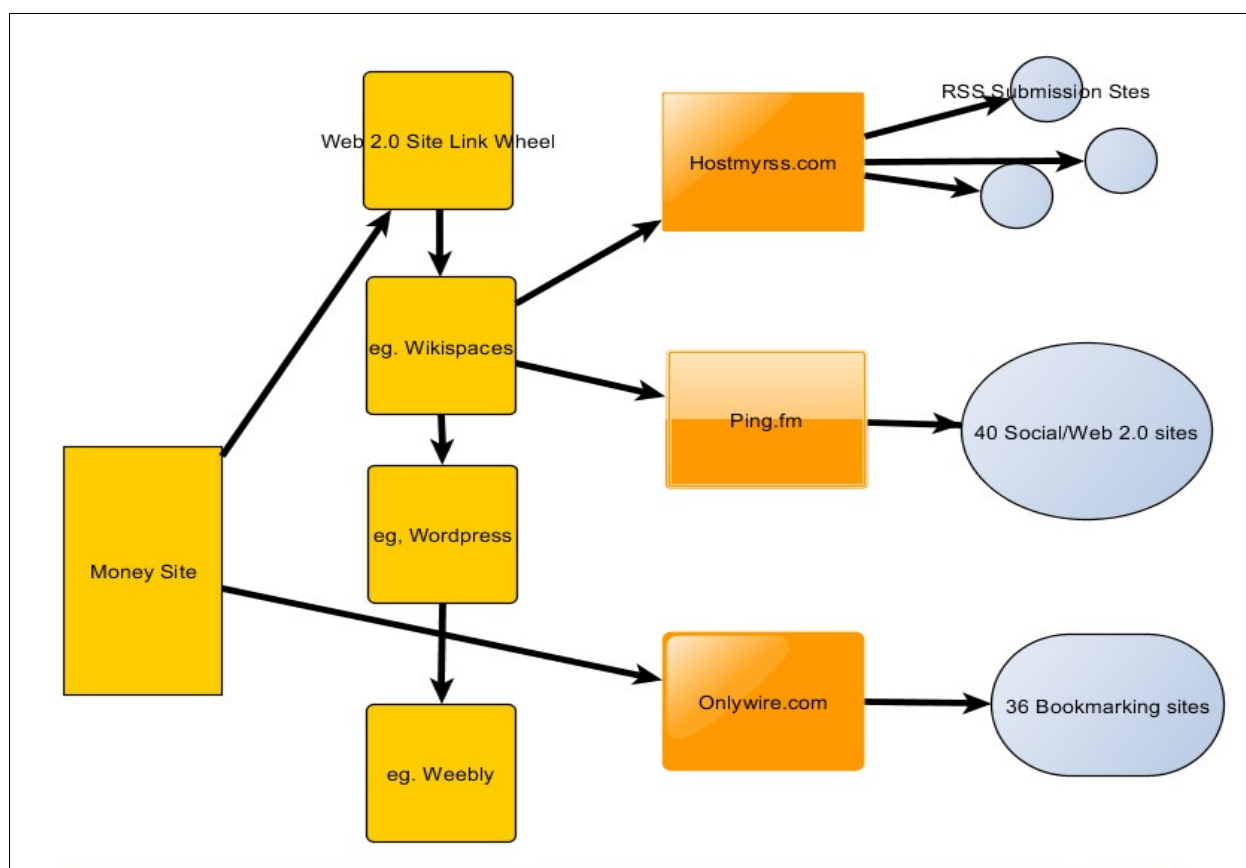 RSS Submission Stes
Web 2.0 Site Link Wheel
Hostmyrss.com
eg. Wikispaces
Ping.fm
40 Social/Web 2.0 sites
eg, Wordpress
Money Site
Onlywire.com
36 Bookmarking sites
eg. Weebly